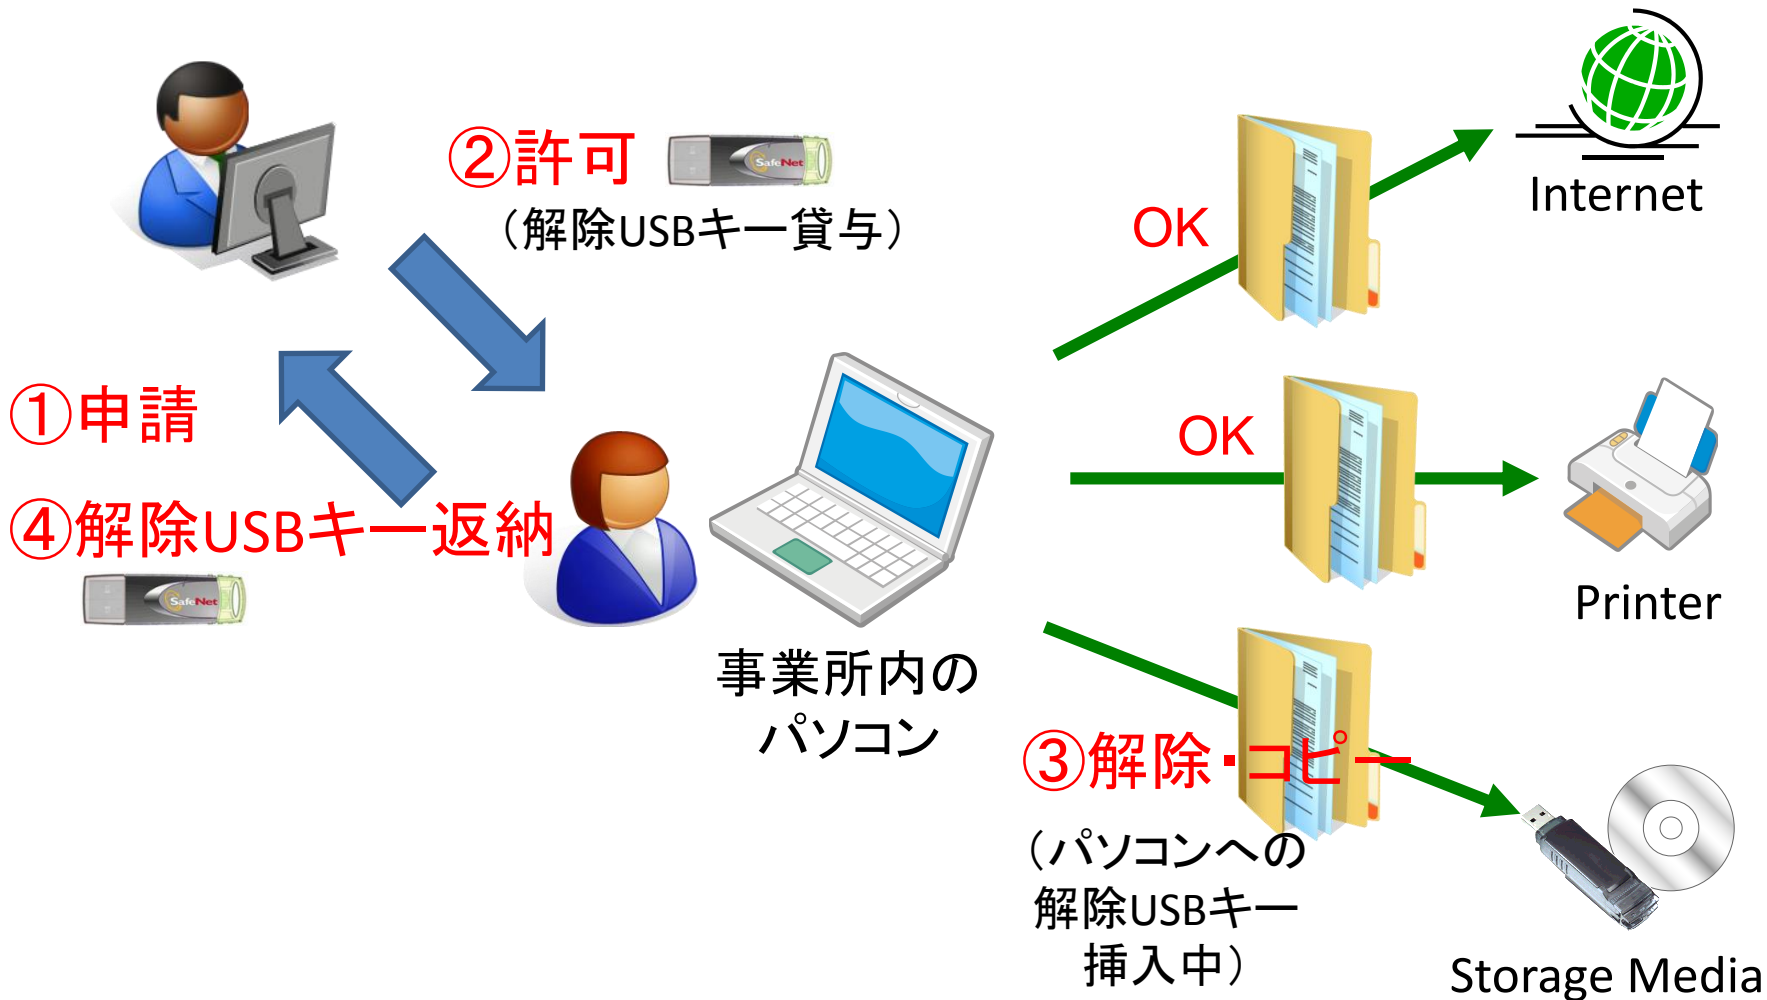 ②許可
SafeNet
（解除USBキー貸与）
①申請
④解除USBキー返納
SafeNet
事業所内の
パソコン
OK
Internet
OK
Printer
③解除・コピー
（パソコンへの
解除USBキー
挿入中）
Storage Media